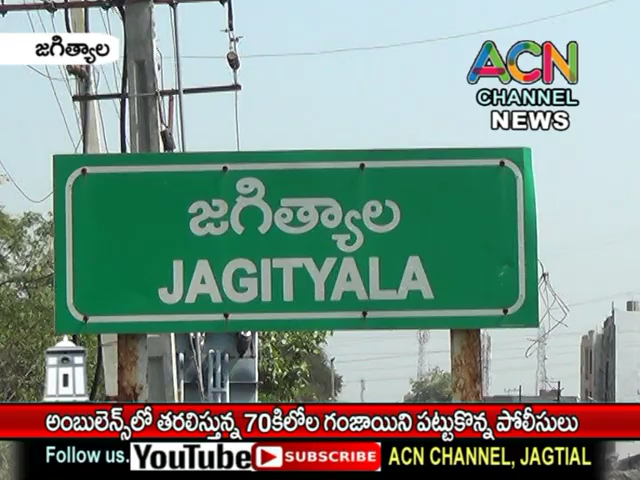 జగిత్యాల
ACN
CHANNEL
NEWS
జగిత్యాల
JAGITYALA
అంబులెన్స్‌లో తరలిస్తున్న 70కిలోల గంజాయిని పట్టుకొన్న పోలీసులు
Follow us. YouTube SUBSCRIBE ACN CHANNEL, JAGTIAL